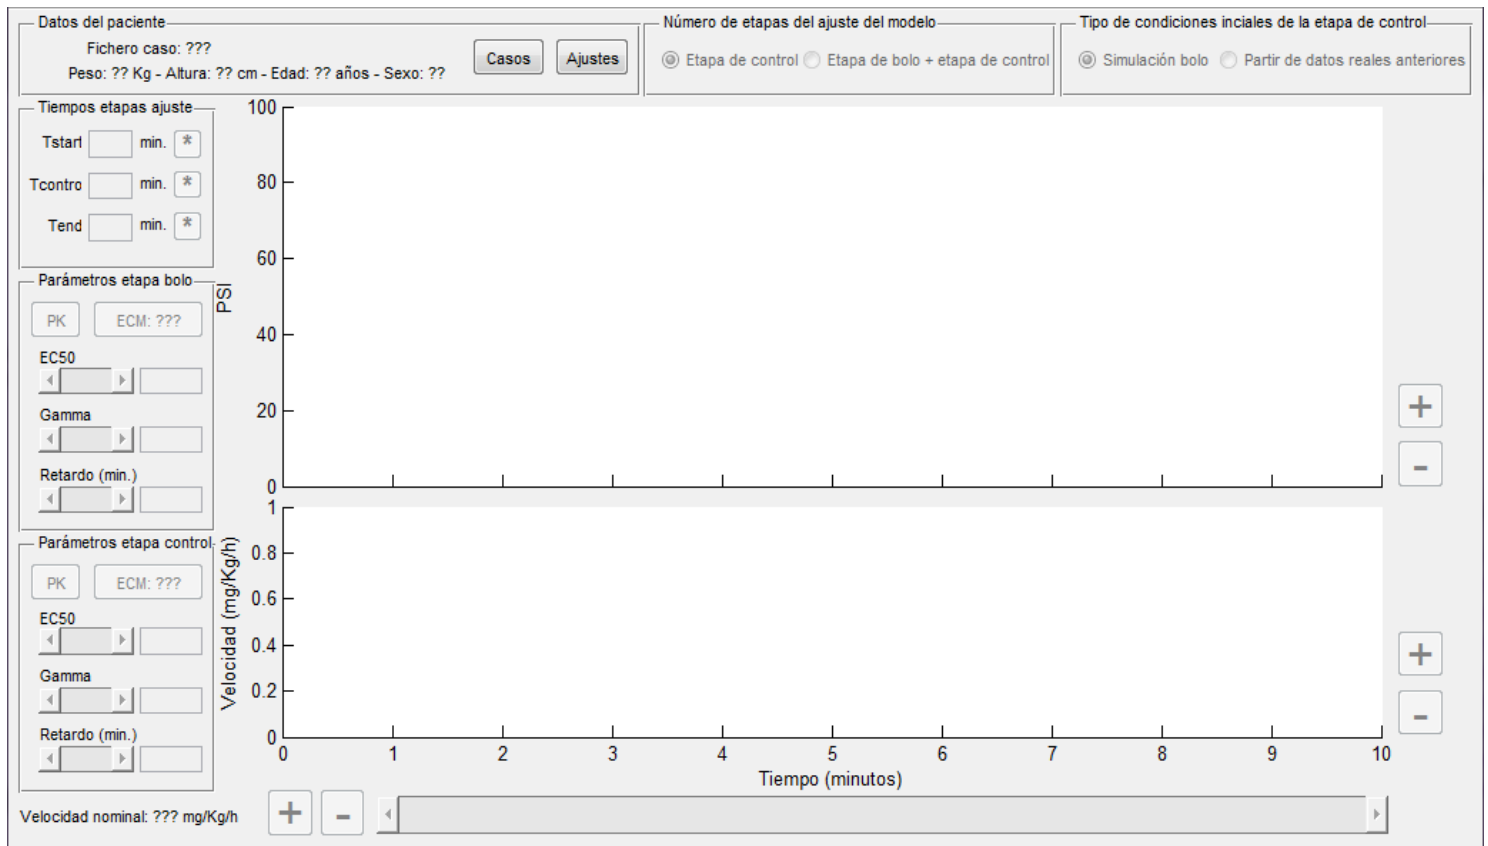 Datos del paciente
Fichero caso: ???
Peso: ?? Kg - Altura: ?? cm - Edad: ?? años - Sexo: ??
Casos
Ajustes
Número de etapas del ajuste del modelo
Etapa de control
Etapa de bolo + etapa de control
Tipo de condiciones inciales de la etapa de control
Simulación bolo
Partir de datos reales anteriores
Tiempos etapas ajuste
Tstart
min.
*
Tcontro
min.
*
Tend
min.
*
Parámetros etapa bolo
PK
ECM: ???
EC50
Gamma
Retardo (min.)
Parámetros etapa control
PK
ECM: ???
EC50
Gamma
Retardo (min.)
Velocidad nominal: ??? mg/Kg/h
100
80
60
40
20
0
PSI
+
-
1
0.8
0.6
0.4
0.2
0
Velocidad (mg/Kg/h)
+
-
0 1 2 3 4 5 6 7 8 9 10
Tiempo (minutos)
+
-